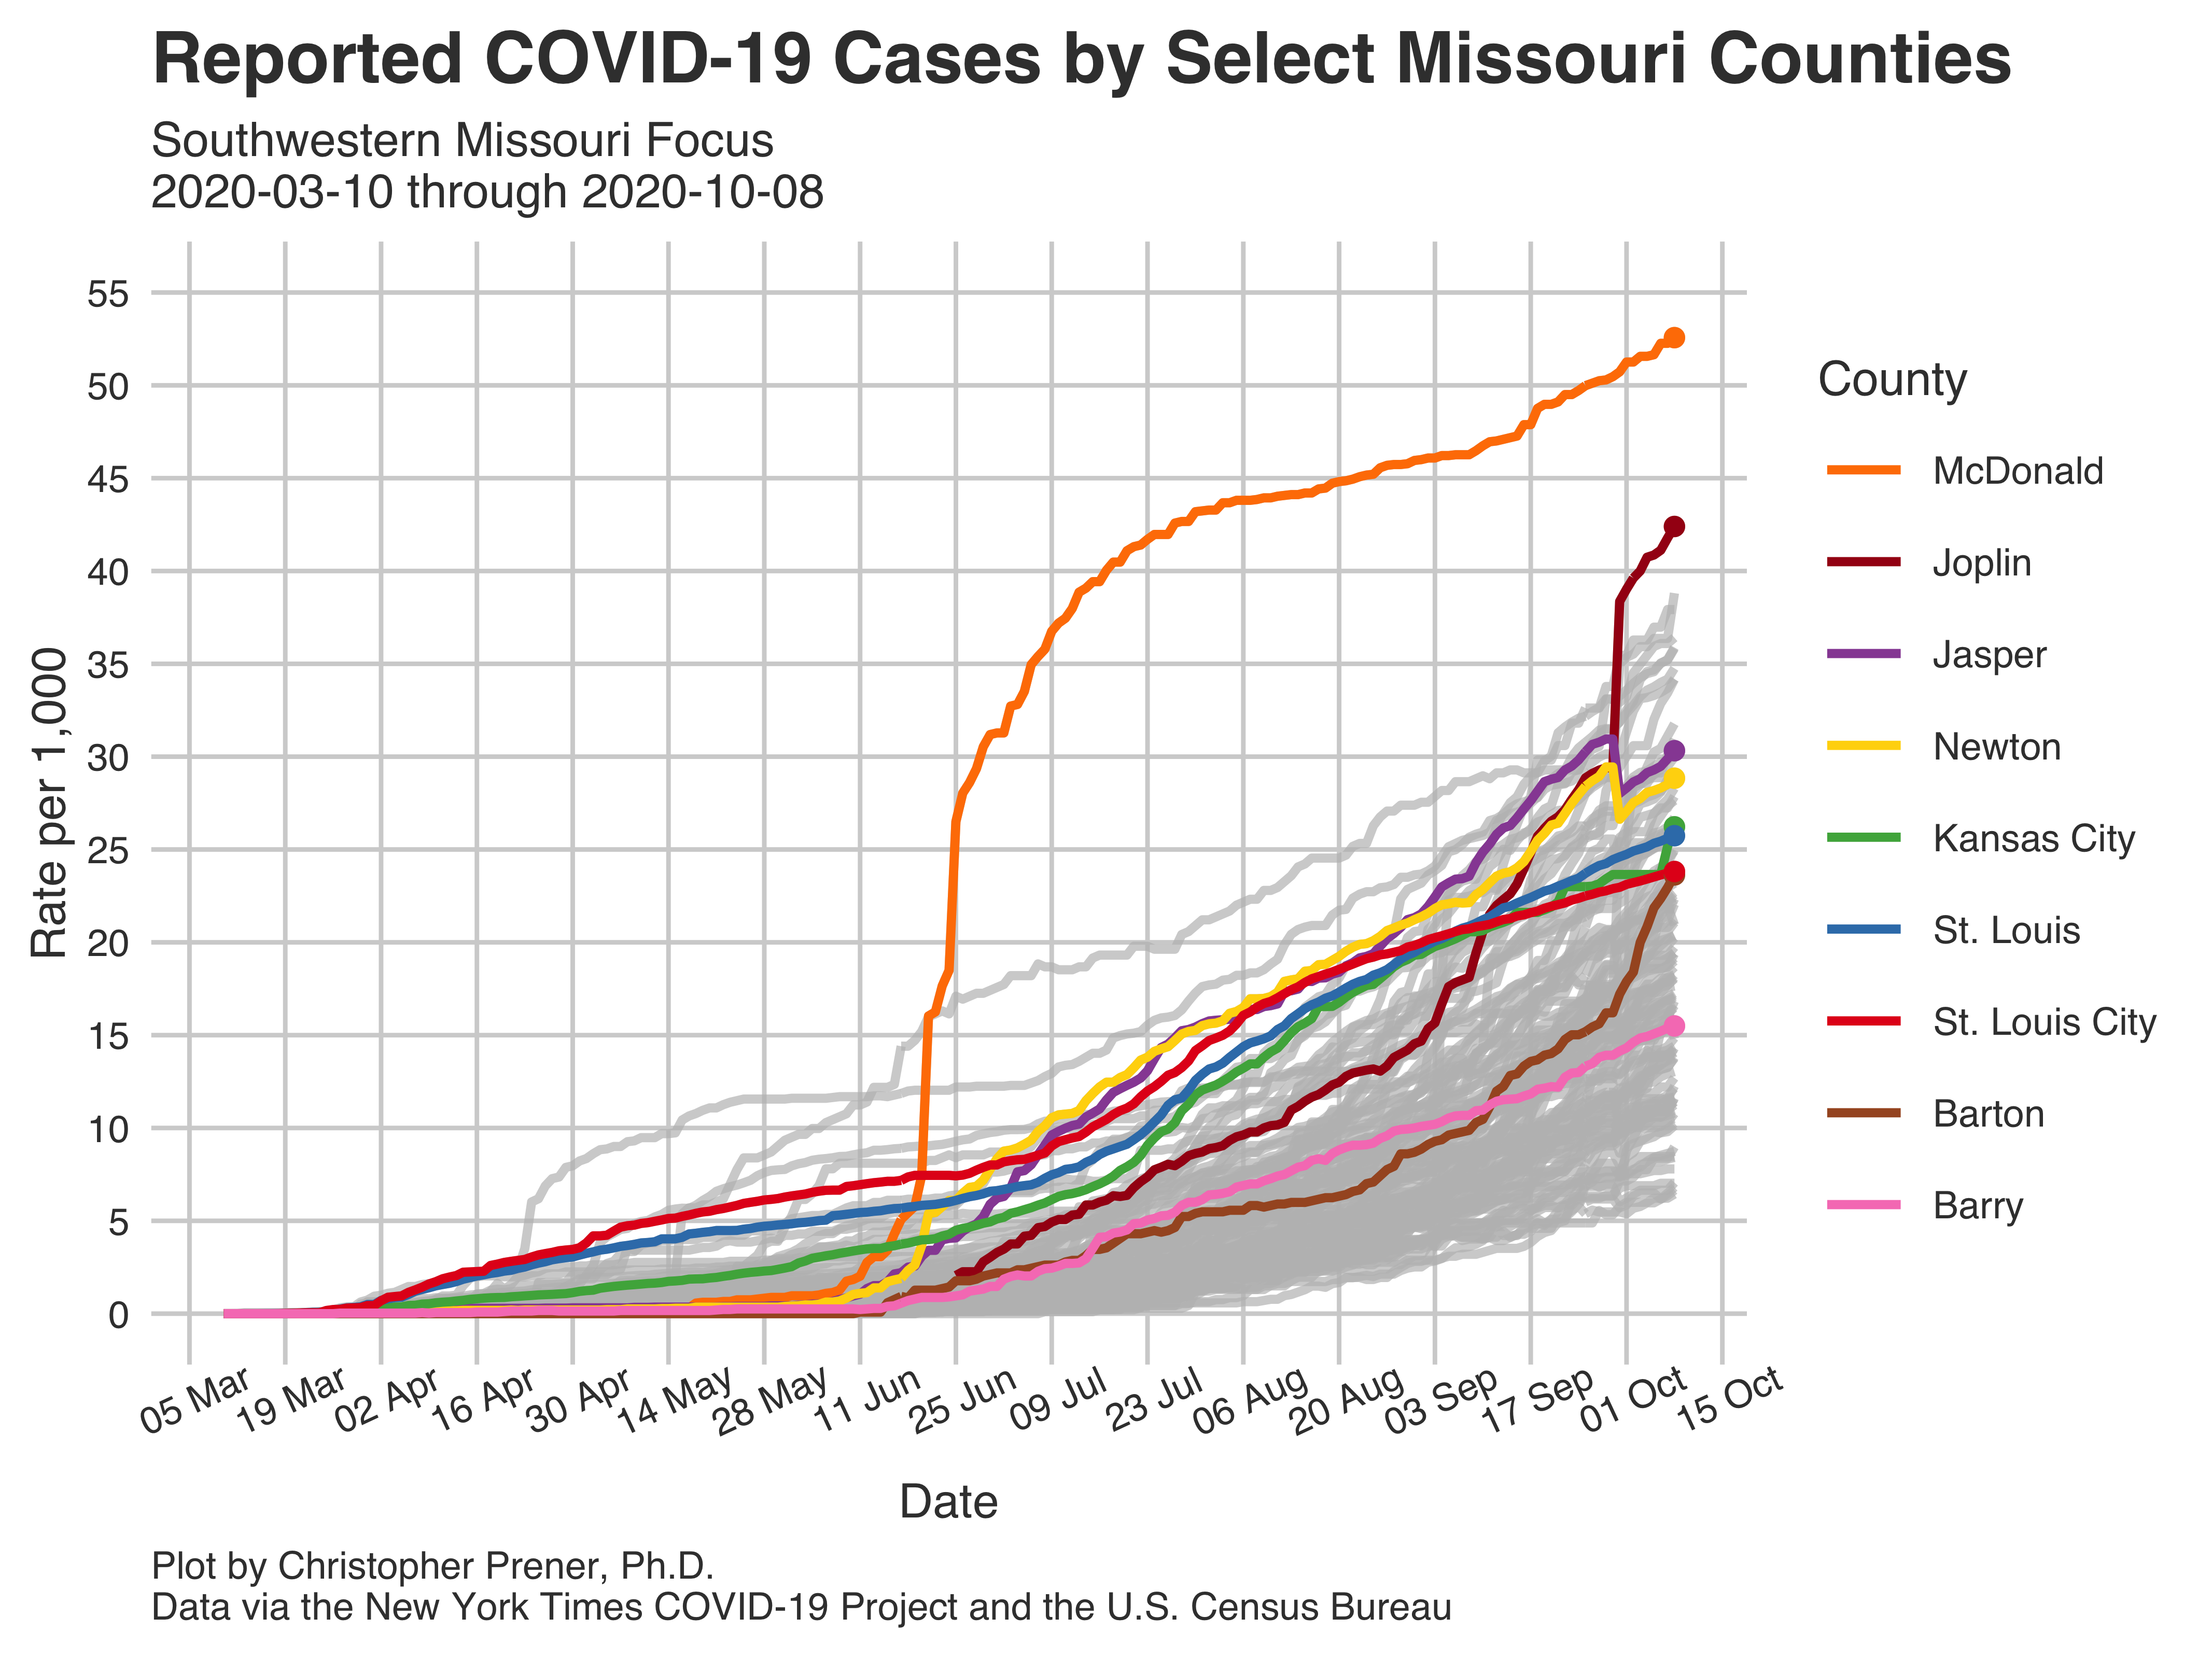 Reported COVID-19 Cases by Select Missouri Counties
Southwestern Missouri Focus
2020-03-10 through 2020-10-08
55
50
45
40
35
30
25
20
15
10
5
0
Rate per 1,000
05 Mar
19 Mar
02 Apr
16 Apr
30 Apr
14 May
28 May
11 Jun
25 Jun
09 Jul
23 Jul
06 Aug
20 Aug
03 Sep
17 Sep
01 Oct
15 Oct
Date
County
McDonald
Joplin
Jasper
Newton
Kansas City
St. Louis
St. Louis City
Barton
Barry
Plot by Christopher Prener, Ph.D.
Data via the New York Times COVID-19 Project and the U.S. Census Bureau